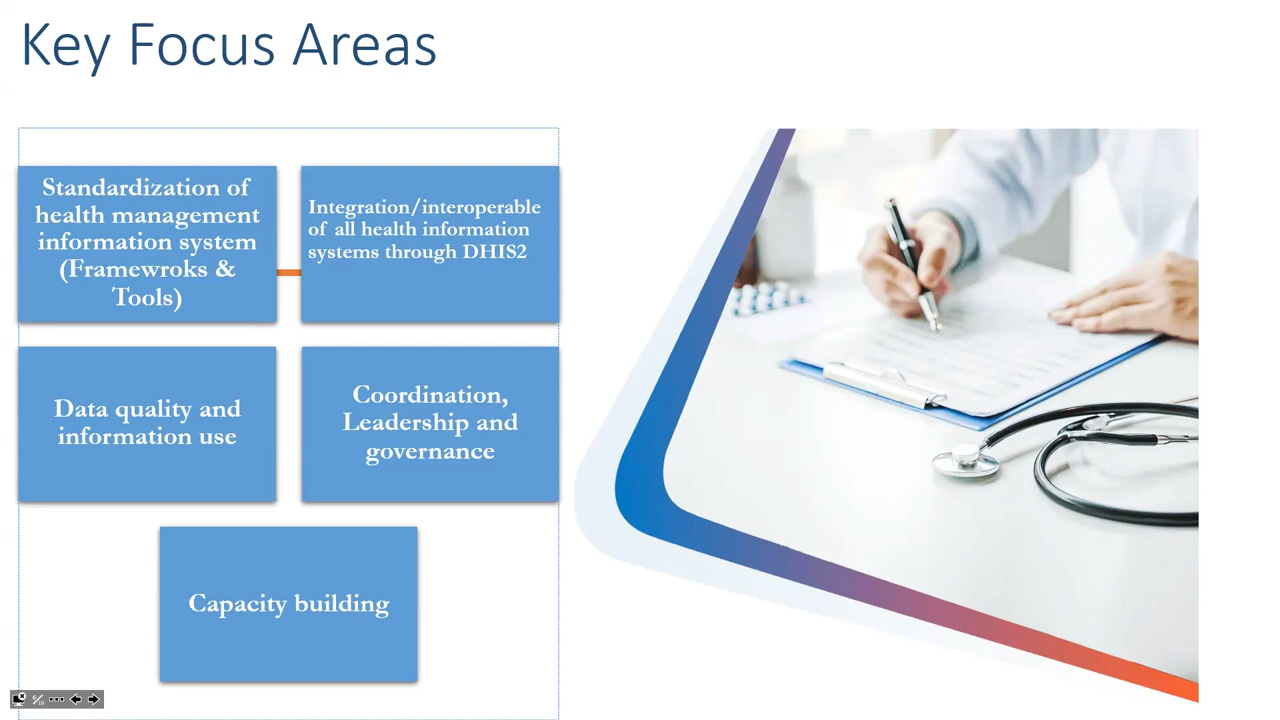 Key Focus Areas
Standardization of
health management
information system
(Framewroks &
Tools)
Integration/interoperable
of all health information
systems through DHIS2
Data quality and
information use
Coordination,
Leadership and
governance
Capacity building